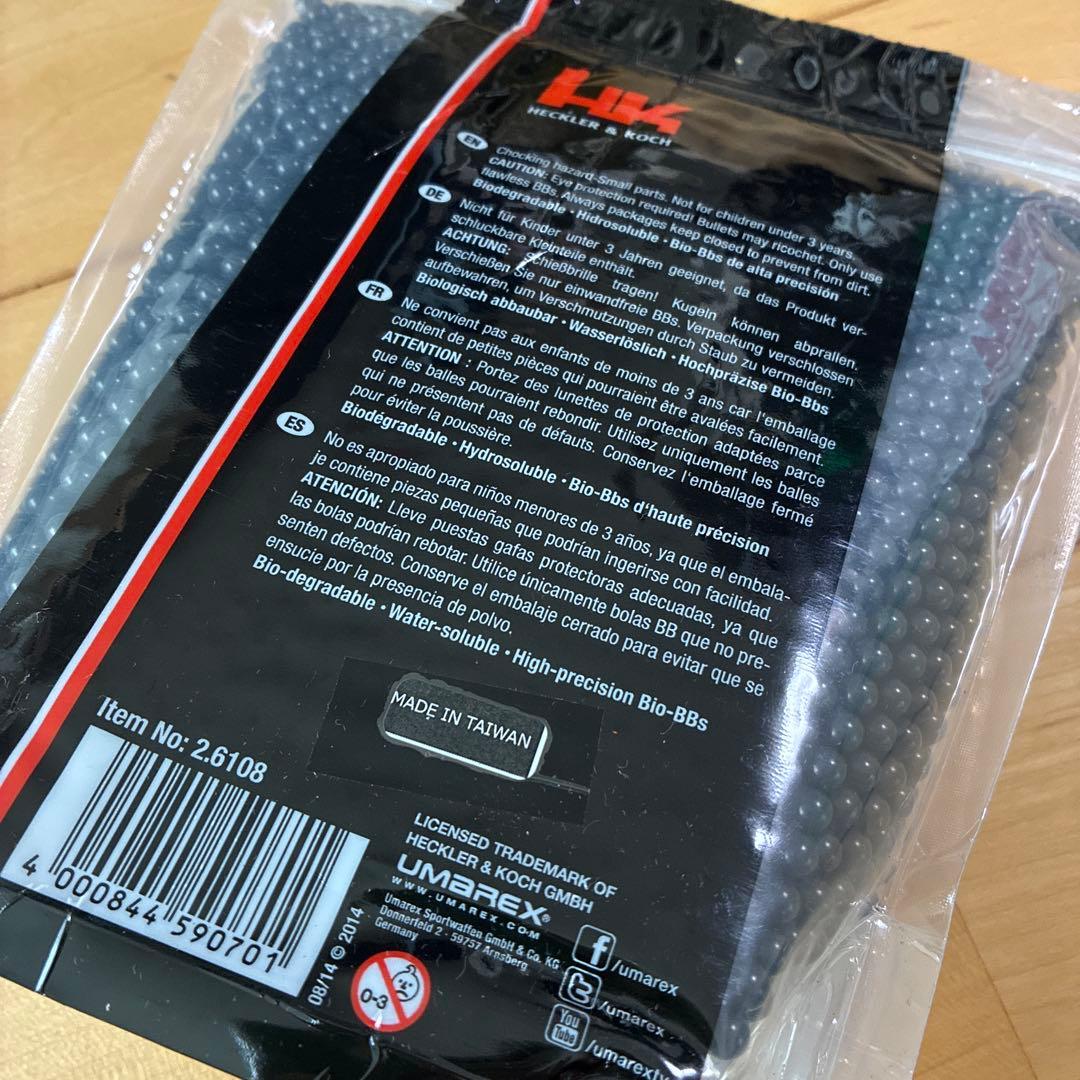 HK
HECKLER & KOCH
EN
Chocking hazard-Small parts. Not for children under 3 years.
CAUTION: Eye protection required! Bullets may ricochet. Only use
flawless BBs. Always packages keep closed to prevent from dirt.
Biodegradable · Hidrosoluble · Bio-Bbs de alta precisión
DE
Nicht für Kinder unter 3 Jahren geeignet, da das Produkt ver-
schluckbare Kleinteile enthält.
ACHTUNG: Schießbrille tragen! Kugeln können abprallen.
Verschießen Sie nur einwandfreie BBs. Verpackung verschlossen
aufbewahren, um Verschmutzungen durch Staub zu vermeiden.
Biologisch abbaubar · Wasserlöslich · Hochpräzise Bio-Bbs
FR
Ne convient pas aux enfants de moins de 3 ans car l'emballage
contient de petites pièces qui pourraient être avalées facilement.
ATTENTION : Portez des lunettes de protection adaptées parce
que les balles pourraient rebondir. Utilisez uniquement les balles
qui ne présentent pas de défauts. Conservez l'emballage fermé
pour éviter la poussière.
Biodégradable · Hydrosoluble · Bio-Bbs d'haute précision
ES
No es apropiado para niños menores de 3 años, ya que el embala-
je contiene piezas pequeñas que podrían ingerirse con facilidad.
ATENCIÓN: Lleve puestas gafas protectoras adecuadas, ya que
las bolas podrían rebotar. Utilice únicamente bolas BB que no pre-
senten defectos. Conserve el embalaje cerrado para evitar que se
ensucie por la presencia de polvo.
Bio-degradable · Water-soluble · High-precision Bio-BBs
MADE IN TAIWAN
Item No: 2.6108
4 000844 590701
08/14 © 2014
0-3
LICENSED TRADEMARK OF
HECKLER & KOCH GMBH
UMAREX®
WWW.UMAREX.COM
Umarex Sportwaffen GmbH & Co. KG
Donnerfeld 2 · 59757 Arnsberg
Germany
f /umarex
t /umarex
You Tube /umarextv